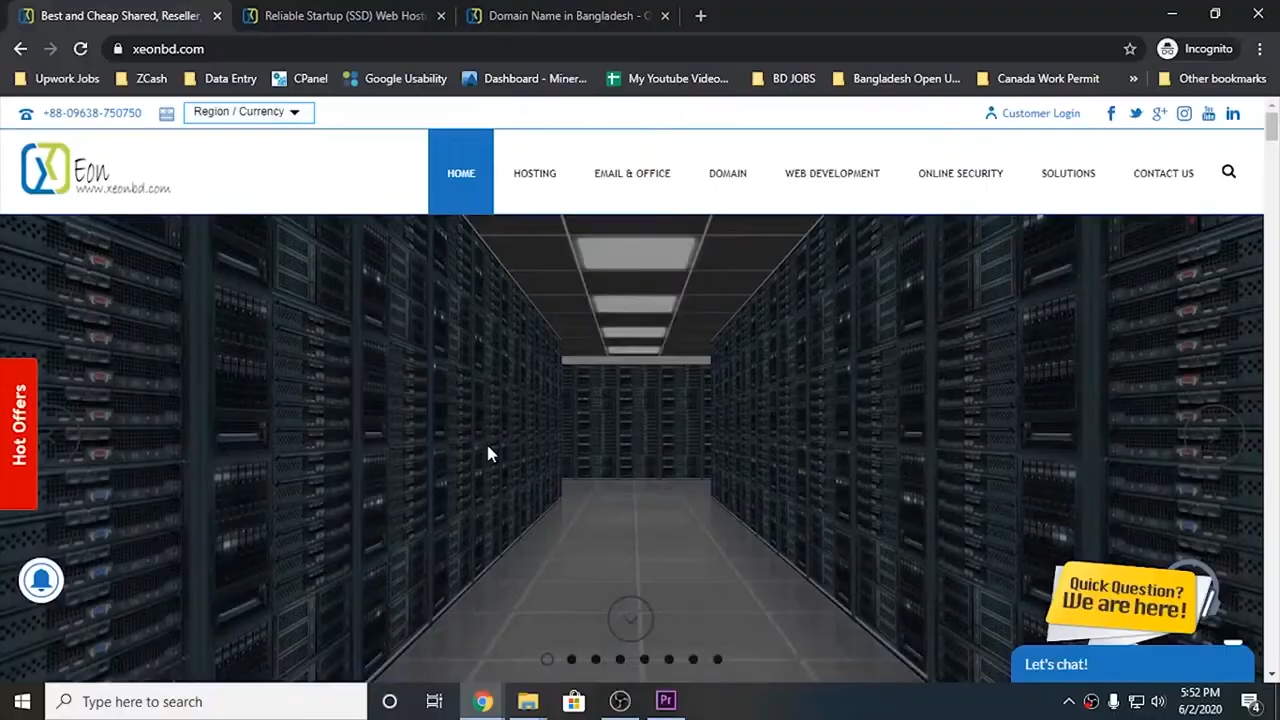 Best and Cheap Shared, Reseller,
Reliable Startup (SSD) Web Hosti
Domain Name in Bangladesh - 
xeonbd.com
Incognito
Upwork Jobs
ZCash
Data Entry
CPanel
Google Usability
Dashboard - Miner...
My Youtube Video...
BD JOBS
Bangladesh Open U...
Canada Work Permit
»
Other bookmarks
+88-09638-750750
Region / Currency
Customer Login
Eon
www.xeonbd.com
HOME
HOSTING
EMAIL & OFFICE
DOMAIN
WEB DEVELOPMENT
ONLINE SECURITY
SOLUTIONS
CONTACT US
Hot Offers
Quick Question?
We are here!
Let's chat!
Type here to search
Pr
5:52 PM
6/2/2020
4